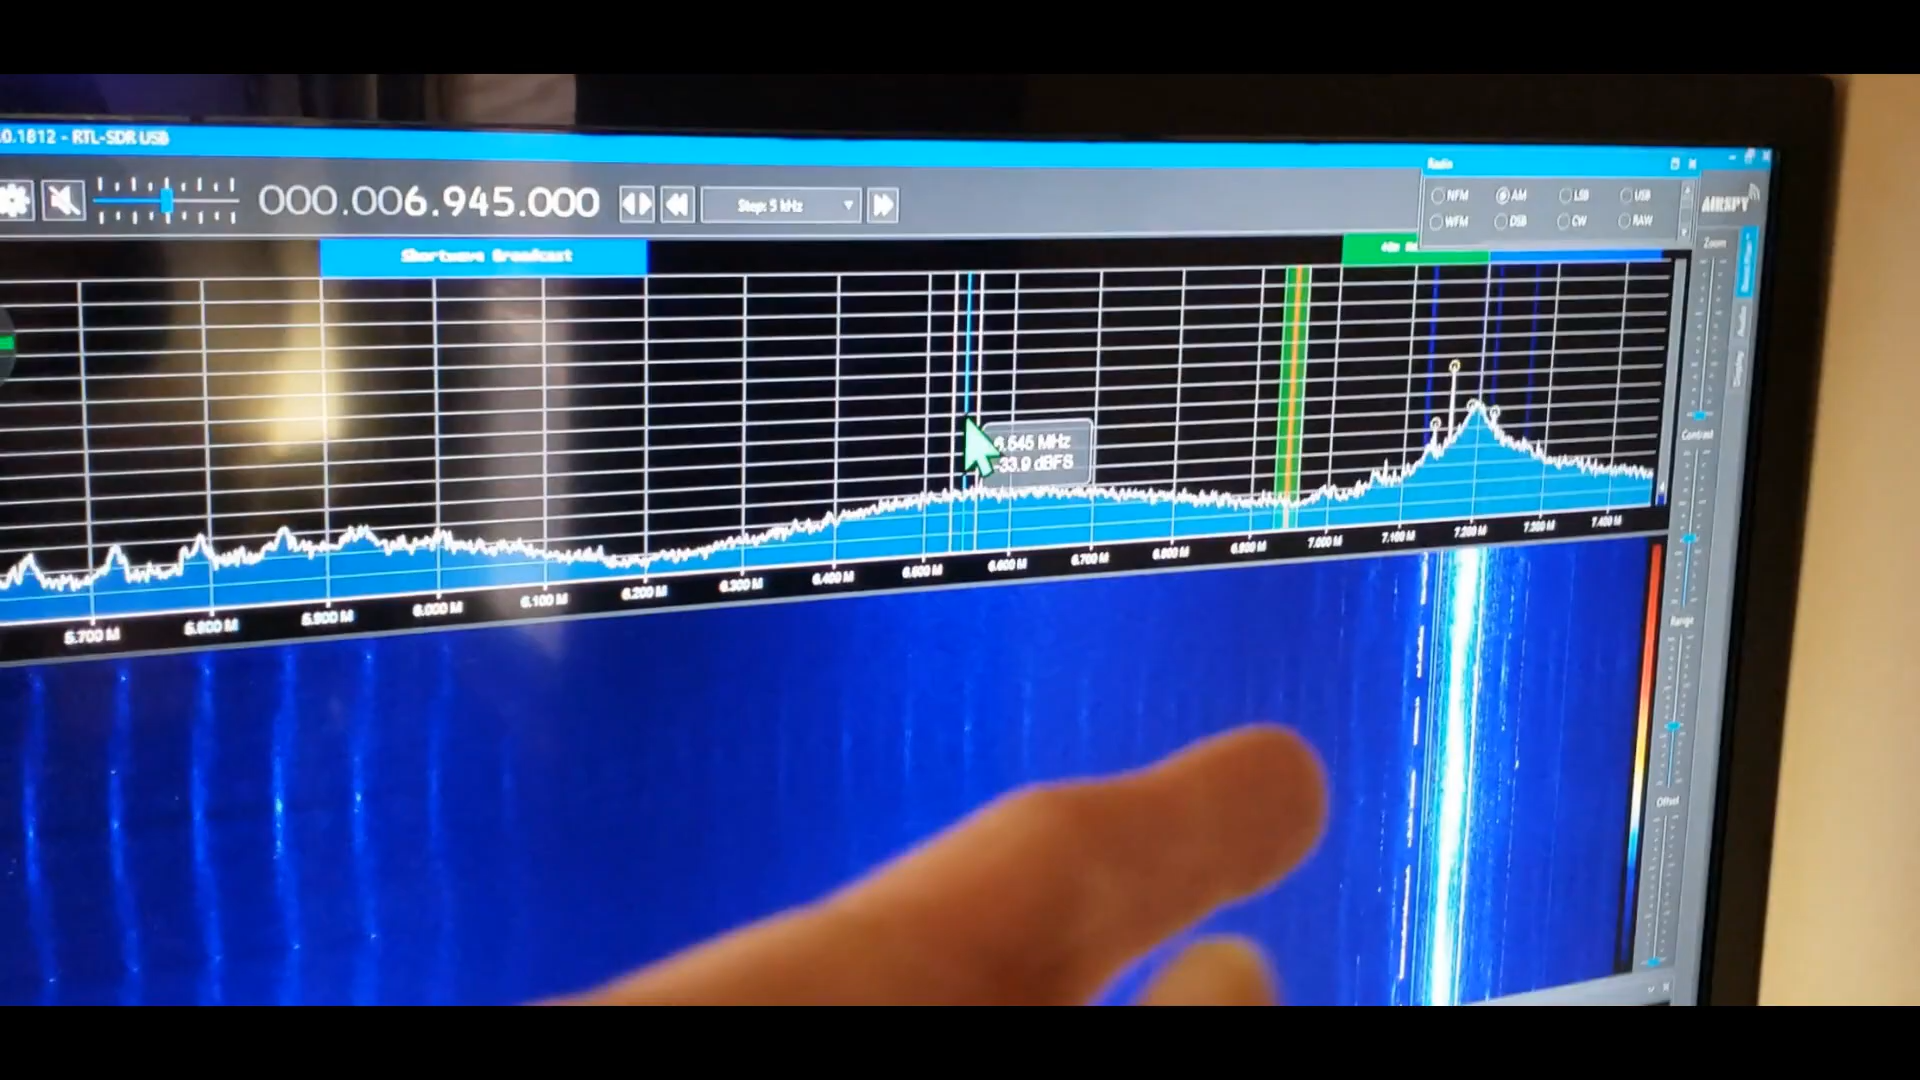 .0.1812 - RTL-SDR USB
Radio
000.006.945.000
Step: 5 kHz
NFM AM LSB USB
WFM DSB CW RAW
AIRSPY
Zoom
Shortwave Broadcast
6.545 MHz
-33.9 dBFS
Contrast
Range
Offset
5.700 M 5.800 M 5.900 M 6.000 M 6.100 M 6.200 M 6.300 M 6.400 M 6.500 M 6.600 M 6.700 M 6.800 M 6.900 M 7.000 M 7.100 M 7.200 M 7.300 M 7.400 M